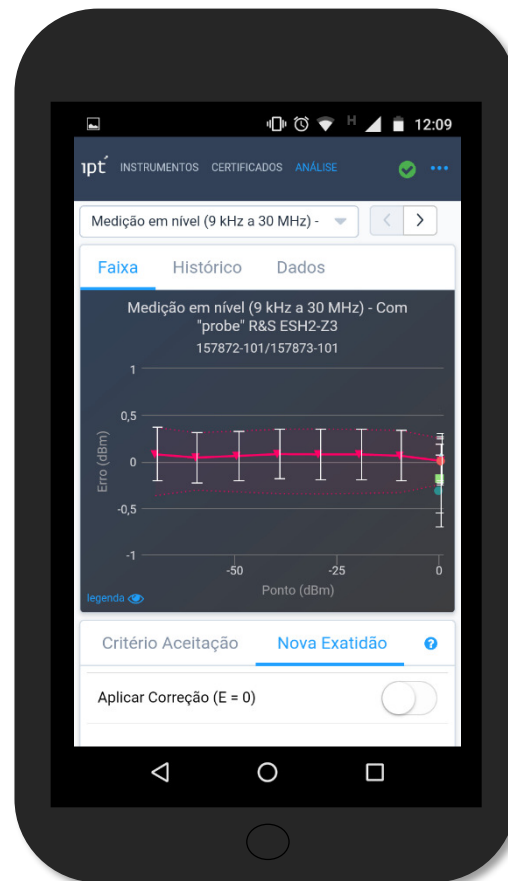 H 12:09
ipt INSTRUMENTOS CERTIFICADOS ANÁLISE
Medição em nível (9 kHz a 30 MHz) -
Faixa Histórico Dados
Medição em nível (9 kHz a 30 MHz) - Com
"probe" R&S ESH2-Z3
157872-101/157873-101
1
0,5
0
-0,5
-1
Erro (dBm)
-50 -25 0
Ponto (dBm)
legenda
Critério Aceitação Nova Exatidão ?
Aplicar Correção (E = 0)